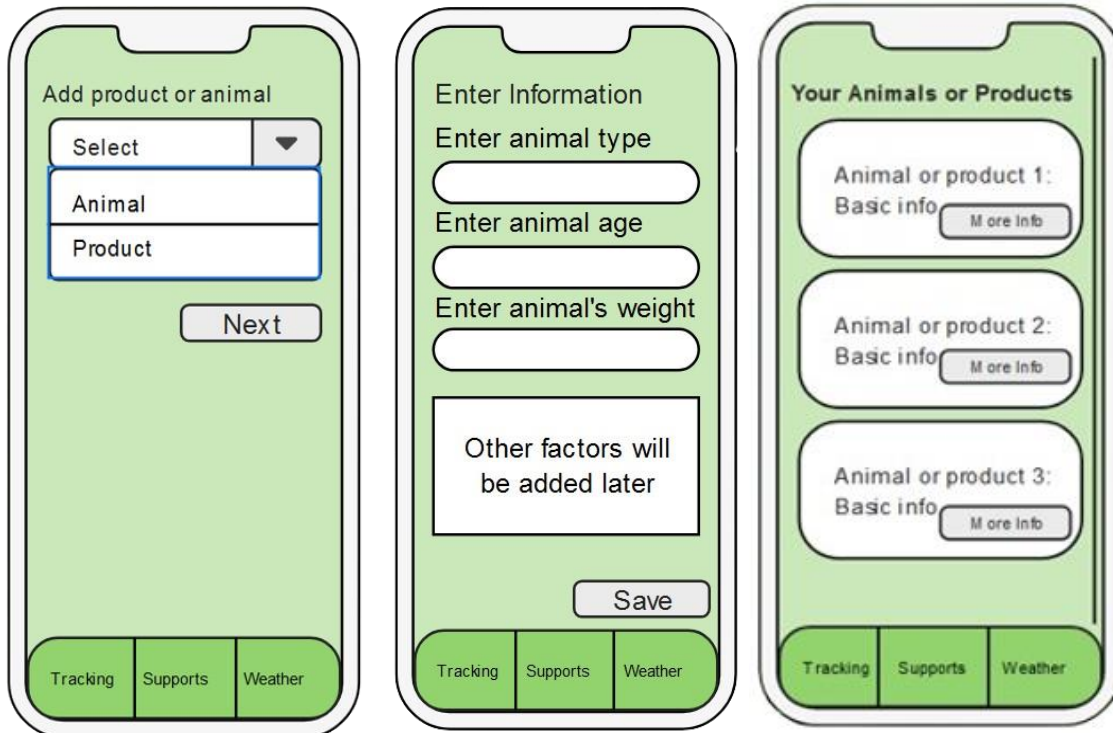 Add product or animal
Select
Animal
Product
Next
Tracking
Supports
Weather
Enter Information
Enter animal type
Enter animal age
Enter animal's weight
Other factors will
be added later
Save
Tracking
Supports
Weather
Your Animals or Products
Animal or product 1:
Basic info
More Info
Animal or product 2:
Basic info
More Info
Animal or product 3:
Basic info
More Info
Tracking
Supports
Weather